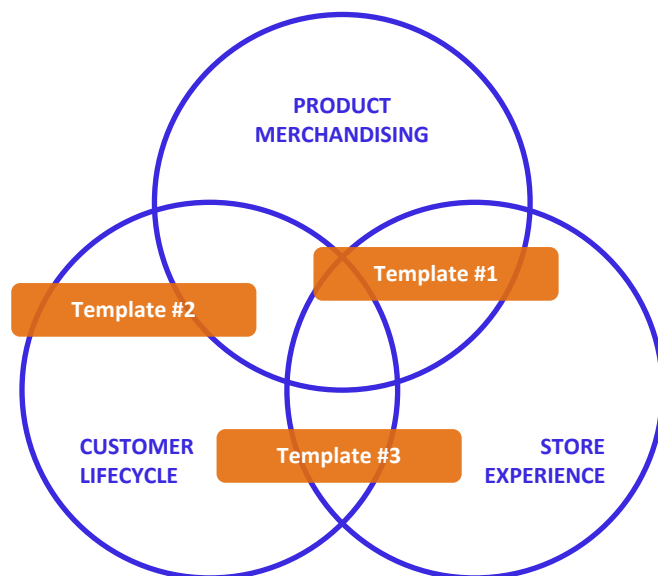 PRODUCT
MERCHANDISING
Template #1
Template #2
CUSTOMER
LIFECYCLE
Template #3
STORE
EXPERIENCE